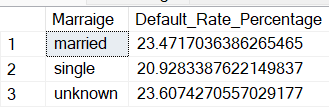 Marraige Default_Rate_Percentage
1 married 23.4717036386265465
2 single 20.9283387622149837
3 unknown 23.6074270557029177